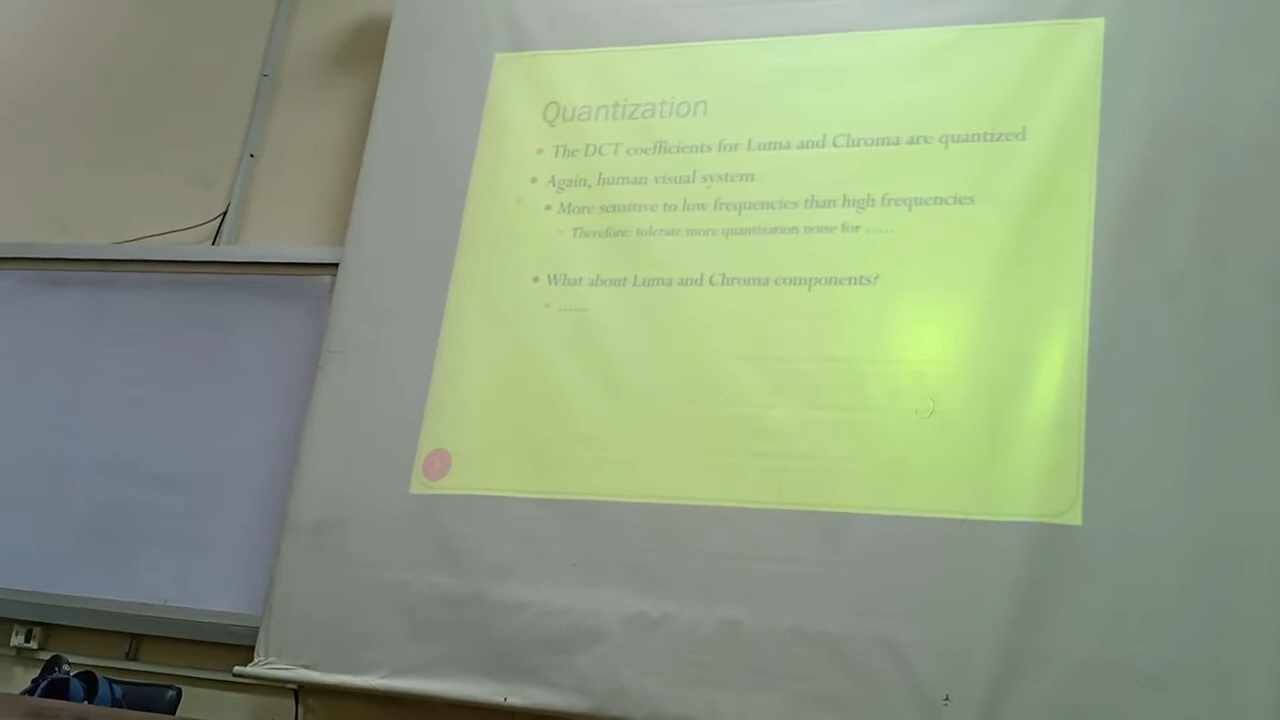 Quantization
The DCT coefficients for Luma and Chroma are quantized
Again, human visual system
More sensitive to low frequencies than high frequencies
Therefore: tolerate more quantization noise for .....
What about Luma and Chroma components?
......